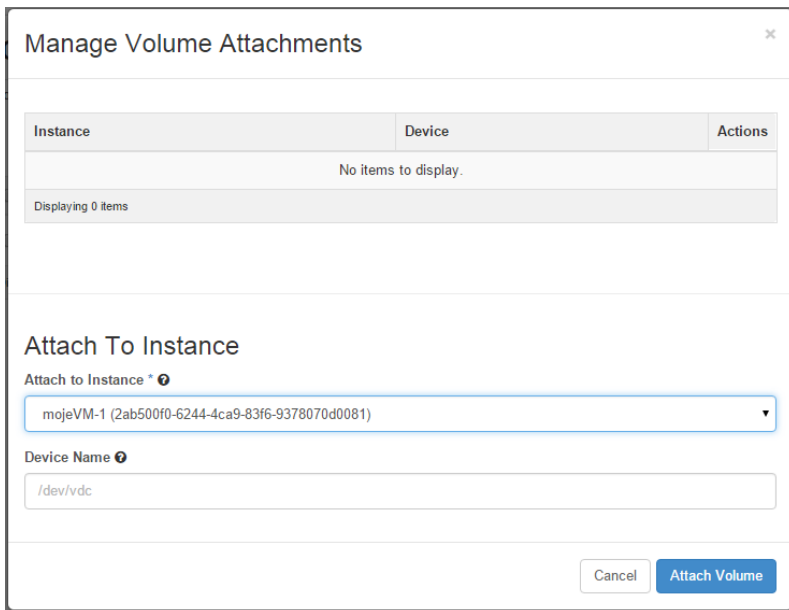 Manage Volume Attachments
×
Instance Device Actions
No items to display.
Displaying 0 items
Attach To Instance
Attach to Instance *
mojeVM-1 (2ab500f0-6244-4ca9-83f6-9378070d0081)
Device Name
/dev/vdc
Cancel Attach Volume